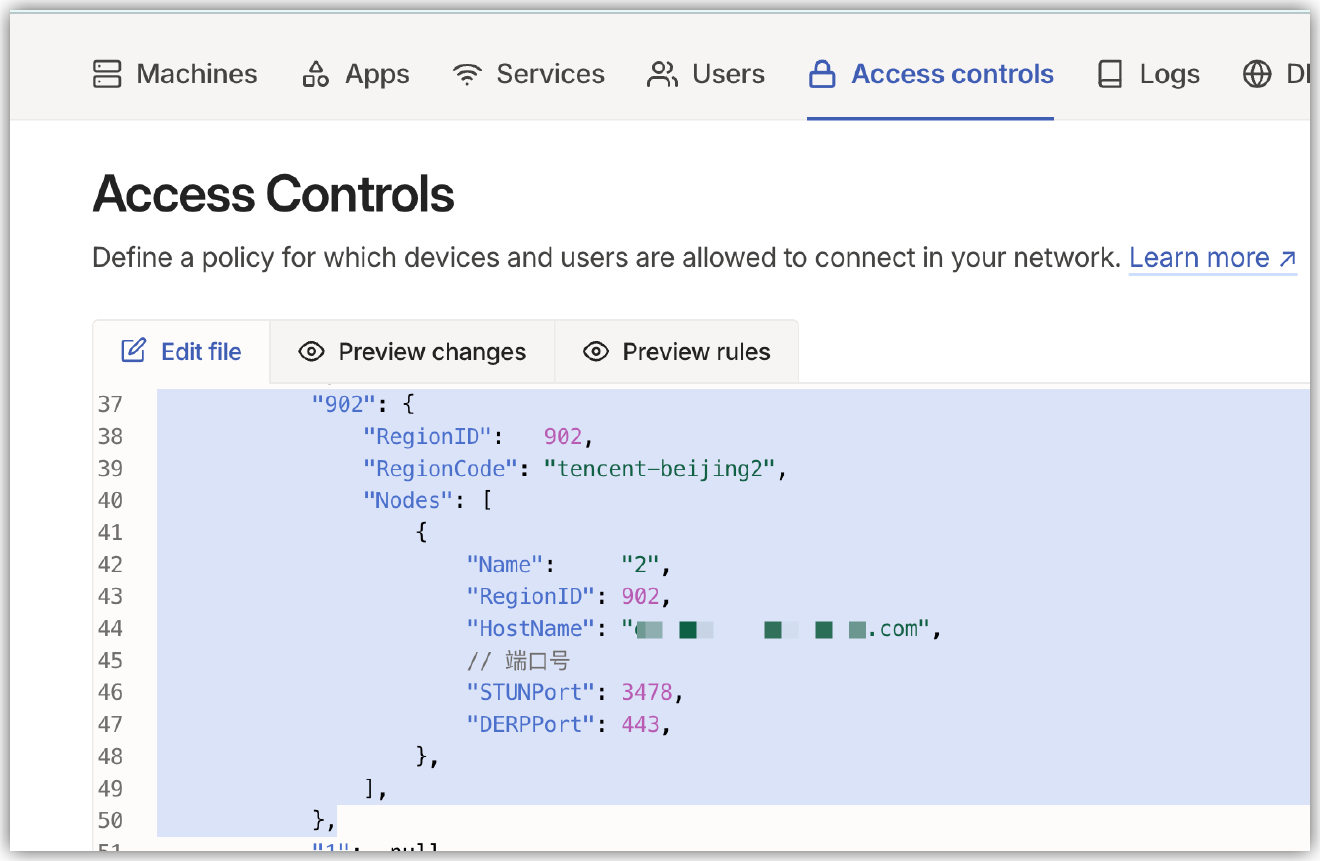 Machines Apps Services Users Access controls Logs
Access Controls
Define a policy for which devices and users are allowed to connect in your network. Learn more ↗
Edit file Preview changes Preview rules
37 "902": {
38 "RegionID": 902,
39 "RegionCode": "tencent-beijing2",
40 "Nodes": [
41 {
42 "Name": "2",
43 "RegionID": 902,
44 "HostName": " .com",
45 // 端口号
46 "STUNPort": 3478,
47 "DERPPort": 443,
48 },
49 ],
50 },
51 "1": null